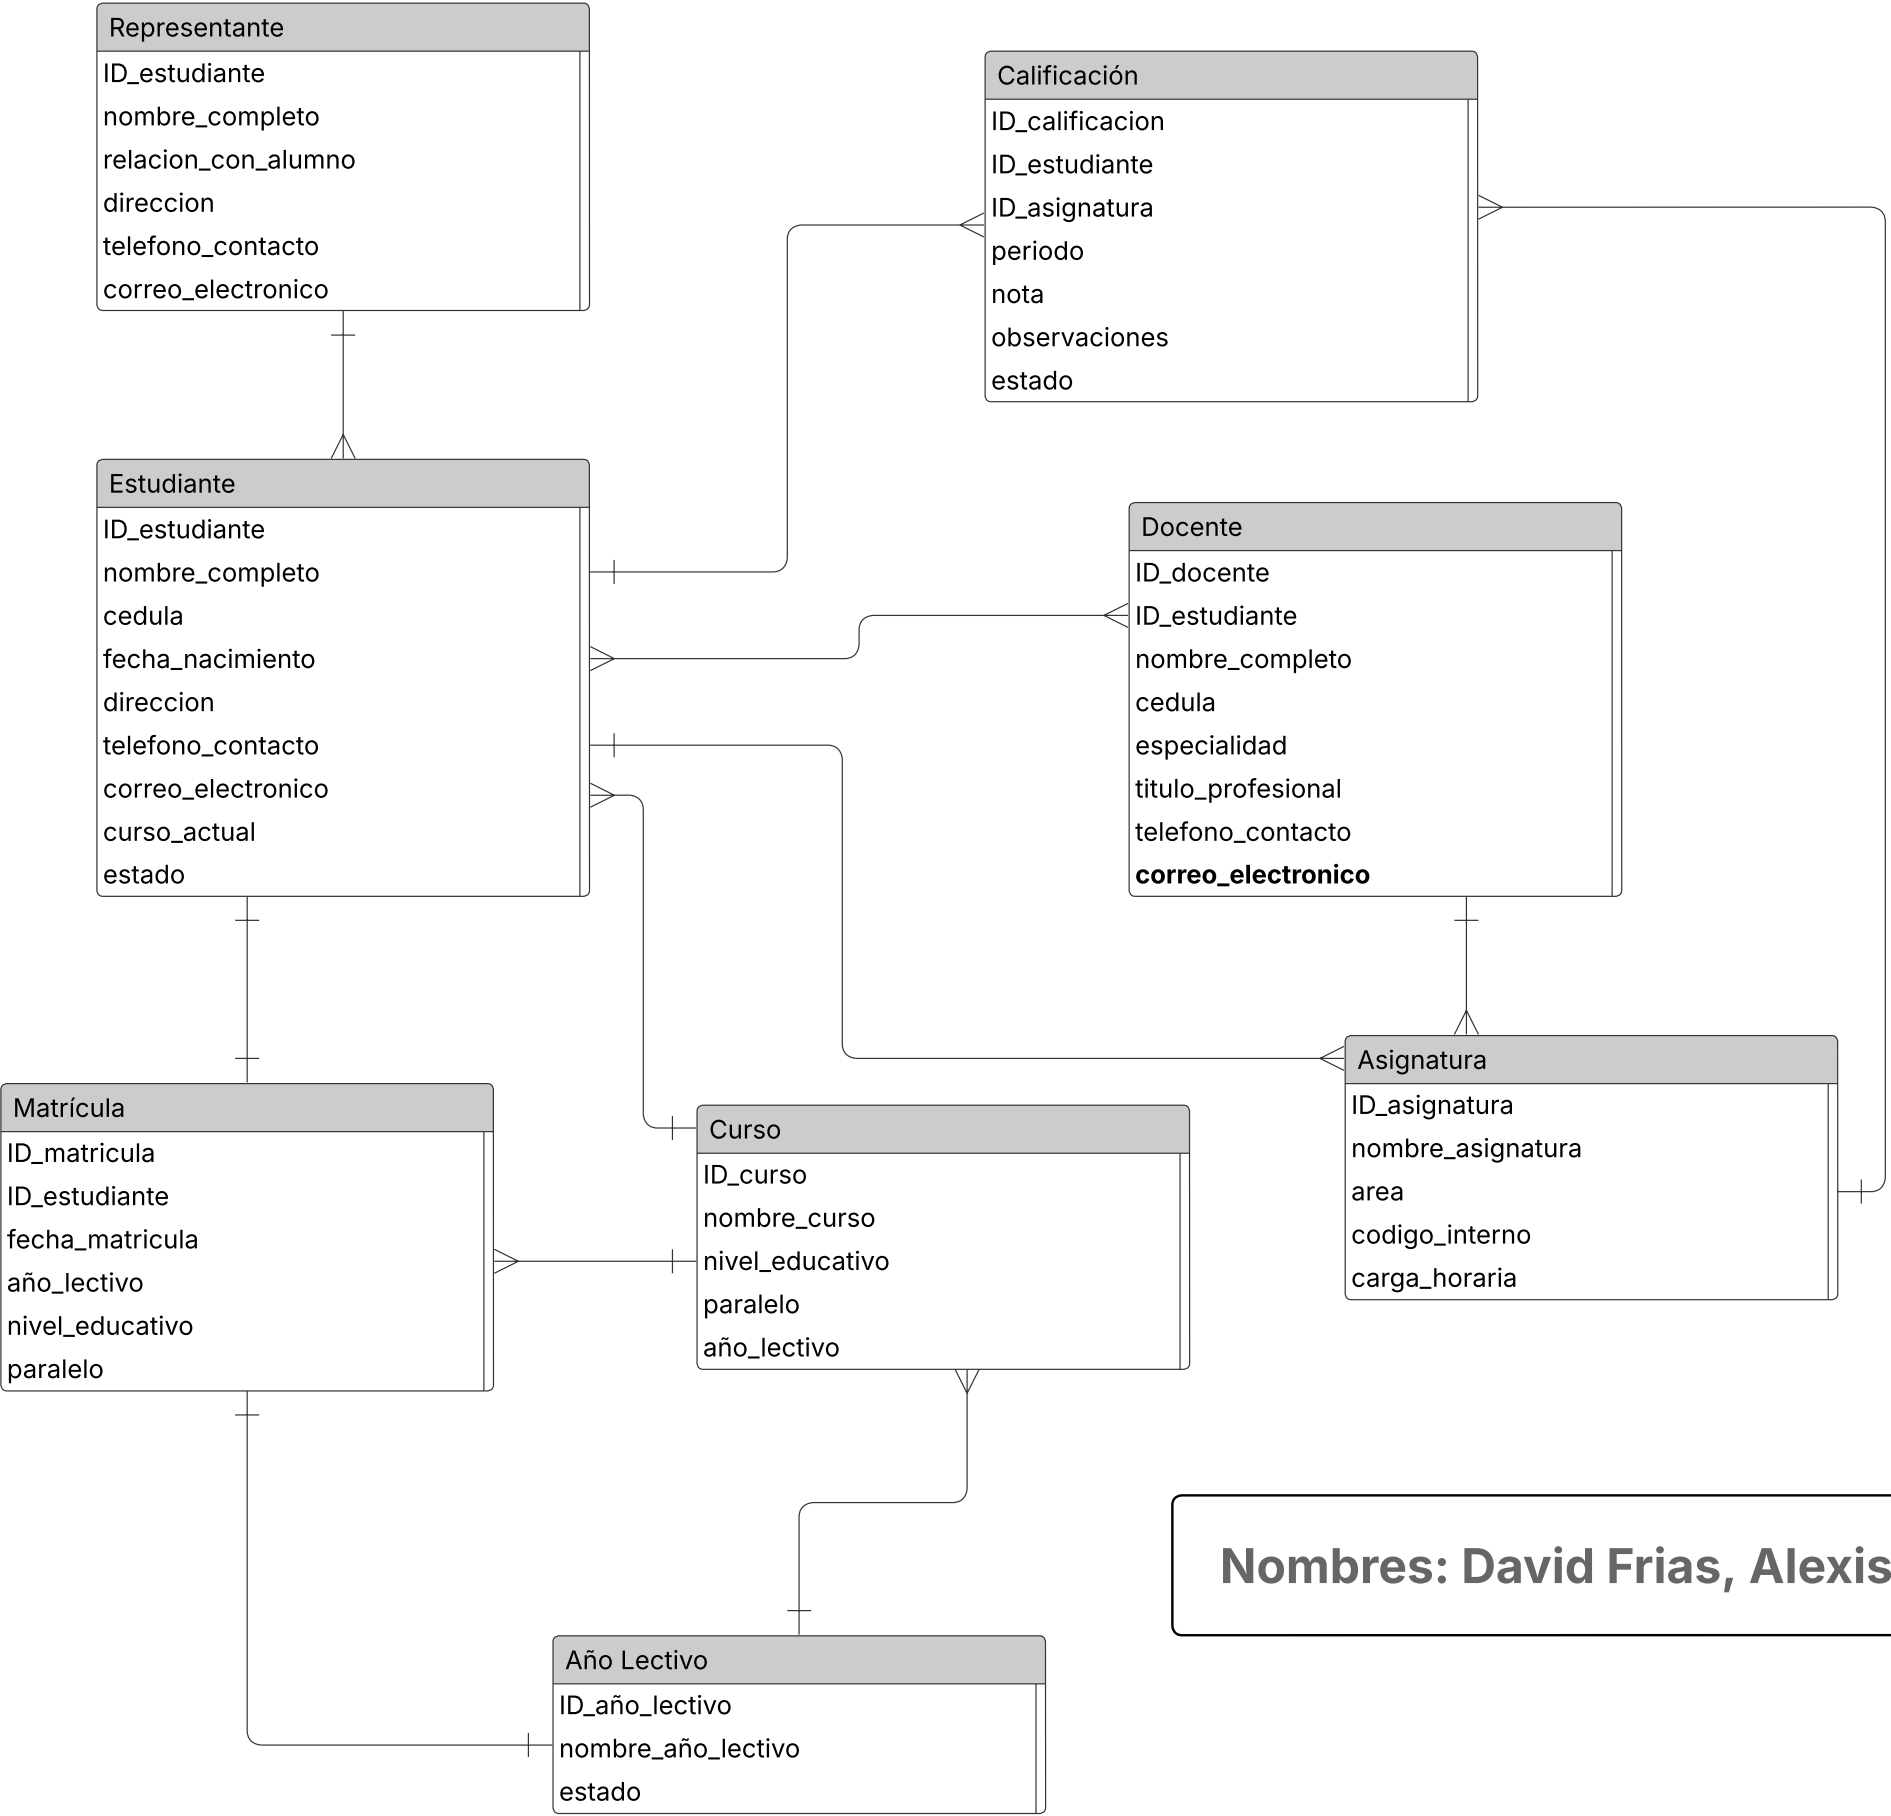 Representante
ID_estudiante
nombre_completo
relacion_con_alumno
direccion
telefono_contacto
correo_electronico
Calificación
ID_calificacion
ID_estudiante
ID_asignatura
periodo
nota
observaciones
estado
Estudiante
ID_estudiante
nombre_completo
cedula
fecha_nacimiento
direccion
telefono_contacto
correo_electronico
curso_actual
estado
Docente
ID_docente
ID_estudiante
nombre_completo
cedula
especialidad
titulo_profesional
telefono_contacto
correo_electronico
Matrícula
ID_matricula
ID_estudiante
fecha_matricula
año_lectivo
nivel_educativo
paralelo
Curso
ID_curso
nombre_curso
nivel_educativo
paralelo
año_lectivo
Asignatura
ID_asignatura
nombre_asignatura
area
codigo_interno
carga_horaria
Año Lectivo
ID_año_lectivo
nombre_año_lectivo
estado
Nombres: David Frias, Alexis